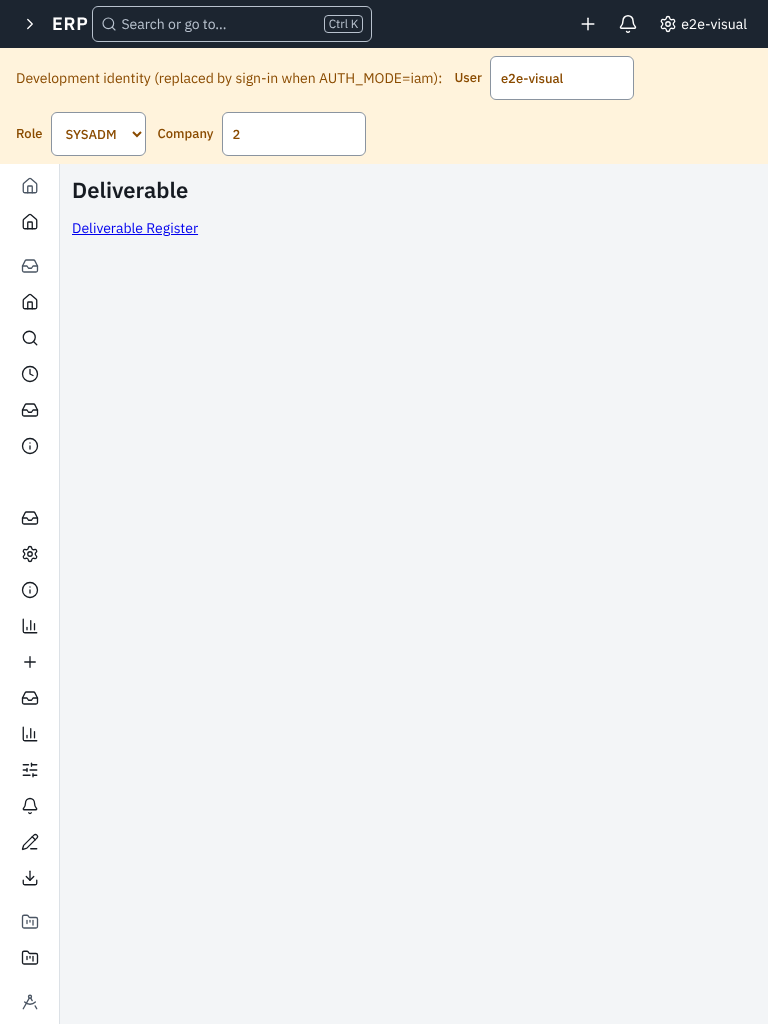 ERP
Search or go to... Ctrl K
e2e-visual
Development identity (replaced by sign-in when AUTH_MODE=iam): User e2e-visual
Role SYSADM Company 2
Deliverable
Deliverable Register